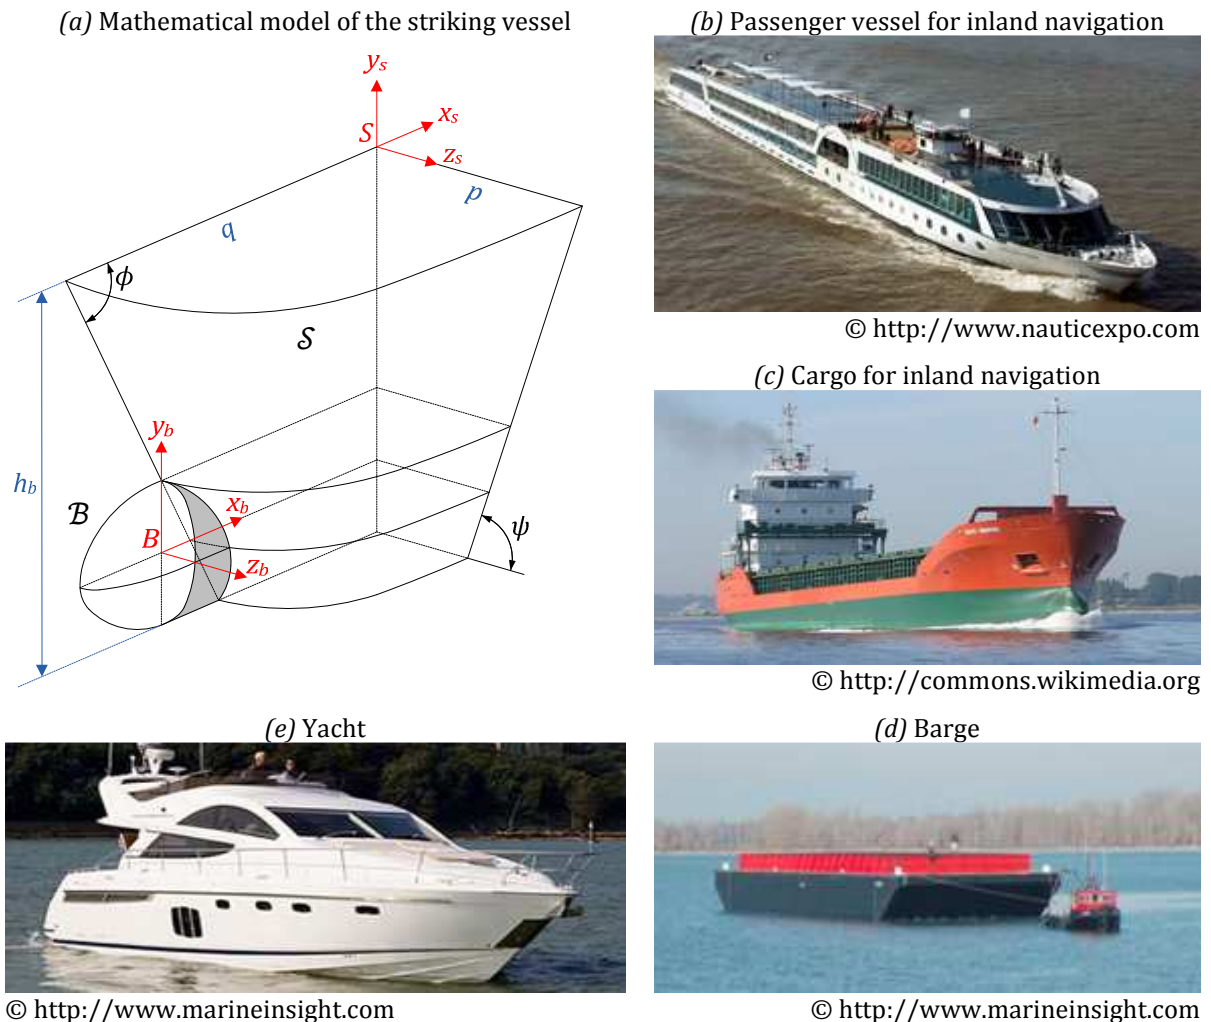 (a) Mathematical model of the striking vessel
y_s
x_s
S
z_s
p
q
ϕ
𝒮
h_b
y_b
ℬ
x_b
B
z_b
ψ
(b) Passenger vessel for inland navigation
© http://www.nauticexpo.com
(c) Cargo for inland navigation
© http://commons.wikimedia.org
(e) Yacht
© http://www.marineinsight.com
(d) Barge
© http://www.marineinsight.com